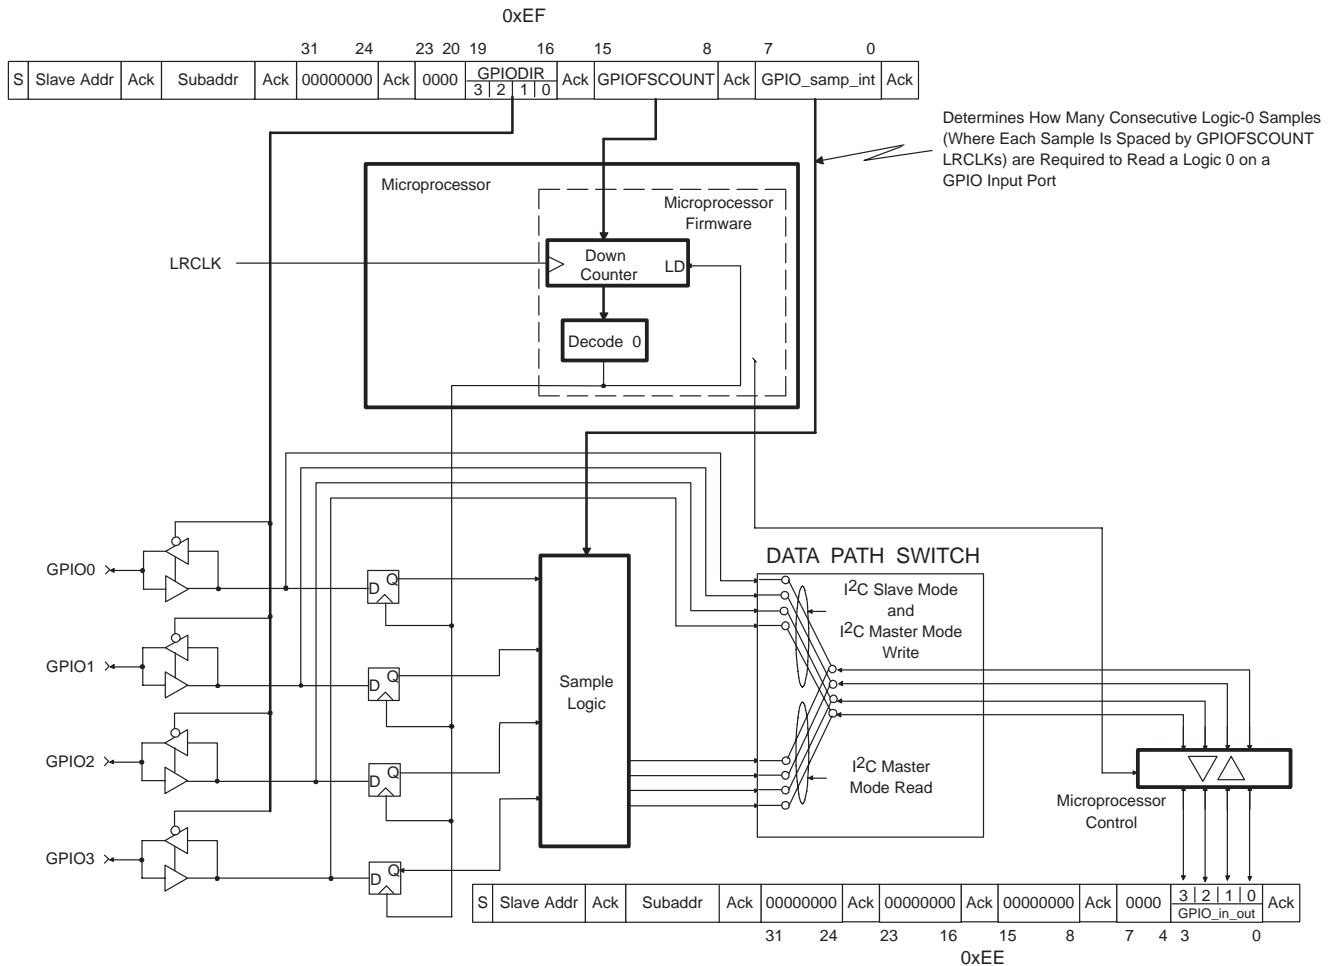 0xEF
31 24 23 20 19 16 15 8 7 0
S Slave Addr Ack Subaddr Ack 00000000 Ack 0000 GPIODIR Ack GPIOFSCOUNT Ack GPIO_samp_int Ack
3 2 1 0
Determines How Many Consecutive Logic-0 Samples
(Where Each Sample Is Spaced by GPIOFSCOUNT
LRCLKs) are Required to Read a Logic 0 on a
GPIO Input Port
Microprocessor
Microprocessor
Firmware
LRCLK
Down
Counter
LD
Decode 0
DATA PATH SWITCH
GPIO0
D Q
I2C Slave Mode
and
I2C Master Mode
Write
GPIO1
D Q
Sample
Logic
GPIO2
D Q
I2C Master
Mode Read
Microprocessor
Control
GPIO3
D Q
S Slave Addr Ack Subaddr Ack 00000000 Ack 00000000 Ack 00000000 Ack 0000 3 2 1 0 Ack
GPIO_in_out
31 24 23 16 15 8 7 4 3 0
0xEE